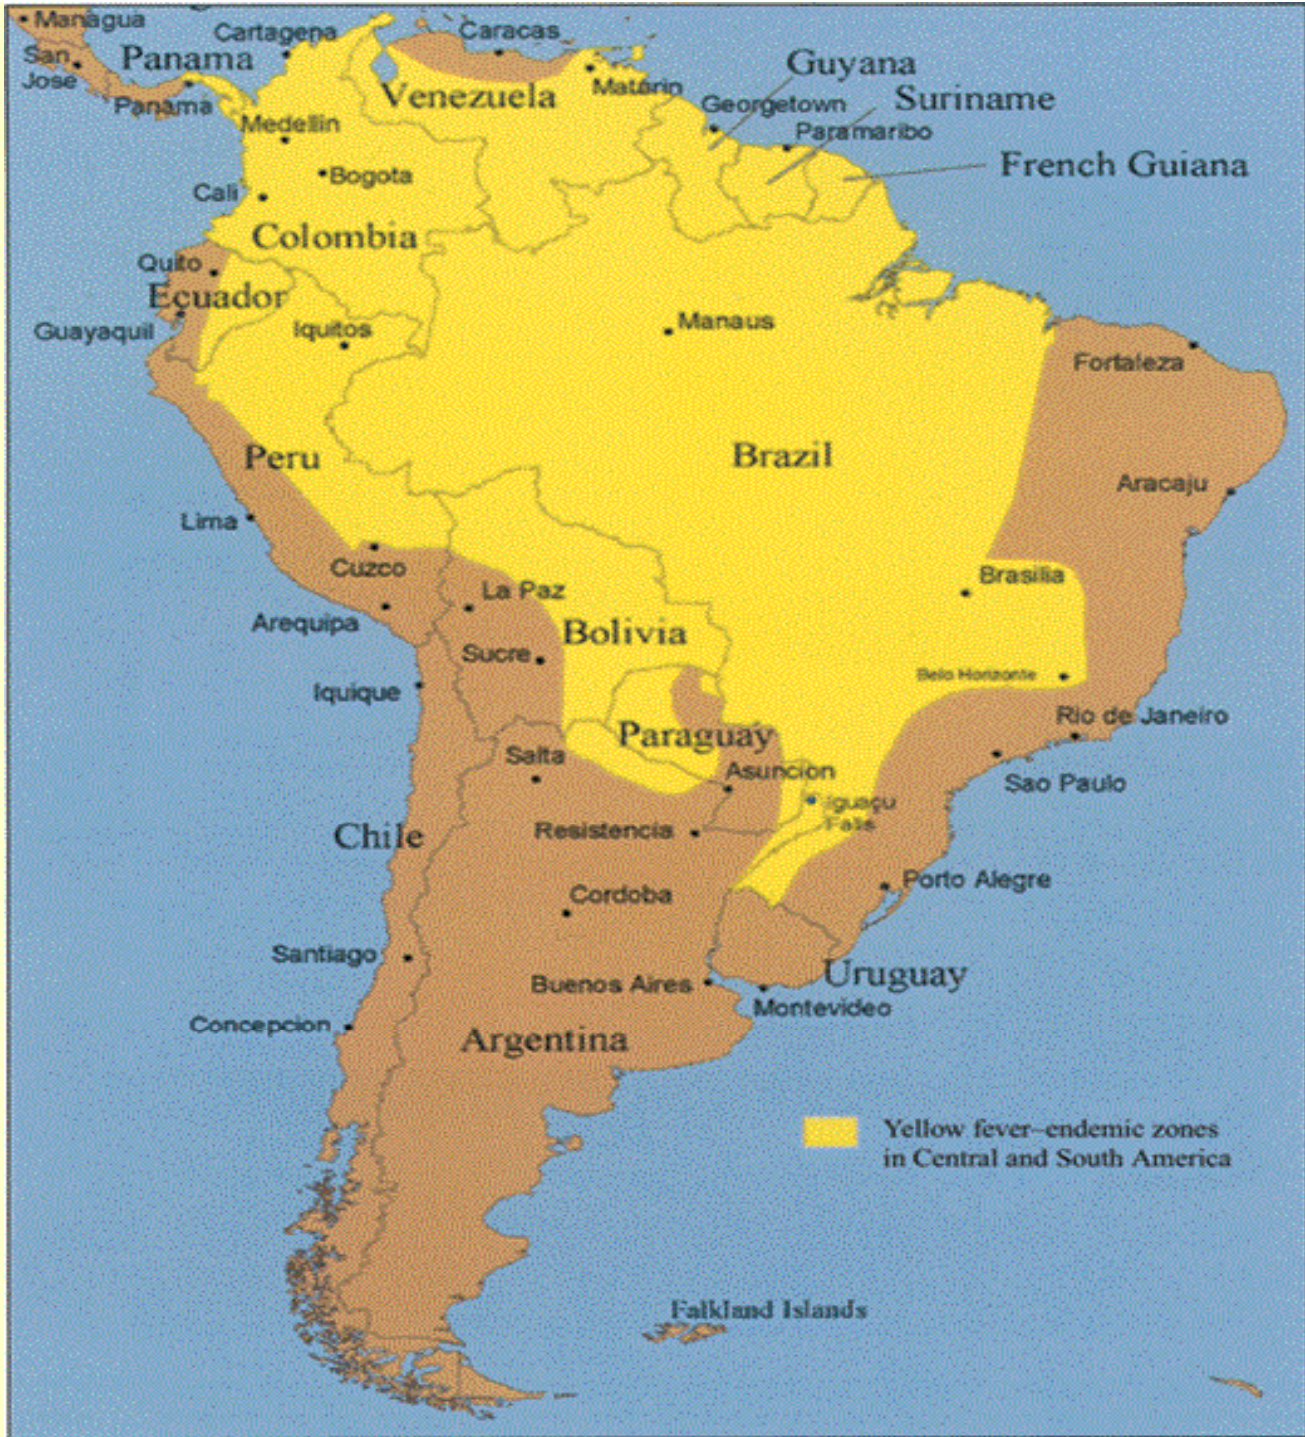 Managua
San
Jose
Panama
Panama
Cartagena
Caracas
Venezuela
Maturin
Guyana
Georgetown
Suriname
Paramaribo
French Guiana
Medellin
Bogota
Cali
Colombia
Quito
Ecuador
Guayaquil
Iquitos
Manaus
Fortaleza
Peru
Brazil
Aracaju
Lima
Cuzco
La Paz
Brasilia
Arequipa
Bolivia
Sucre
Belo Horizonte
Iquique
Rio de Janeiro
Paraguay
Salta
Asuncion
Sao Paulo
Iguaçu
Falls
Chile
Resistencia
Porto Alegre
Cordoba
Santiago
Uruguay
Buenos Aires
Montevideo
Concepcion
Argentina
Yellow fever–endemic zones
in Central and South America
Falkland Islands